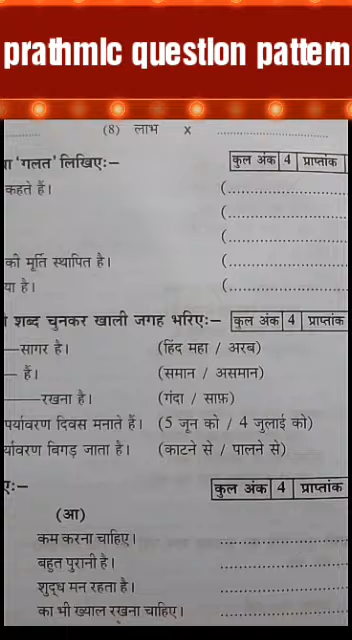 prathmic question pattern
(8) लाभ x
'गलत' लिखिए:—
कुल अंक 4 प्राप्तांक
कहते हैं। (
(
(
की मूर्ति स्थापित है। (
या है। (
शब्द चुनकर खाली जगह भरिए:— कुल अंक 4 प्राप्तांक
—सागर है। (हिंद महा / अरब)
— हैं। (समान / असमान)
—रखना है। (गंदा / साफ़)
पर्यावरण दिवस मनाते हैं। (5 जून को / 4 जुलाई को)
र्यावरण बिगड़ जाता है। (काटने से / पालने से)
ए:—
कुल अंक 4 प्राप्तांक
(आ)
कम करना चाहिए।
बहुत पुरानी है।
शुद्ध मन रहता है।
का भी ख्याल रखना चाहिए।